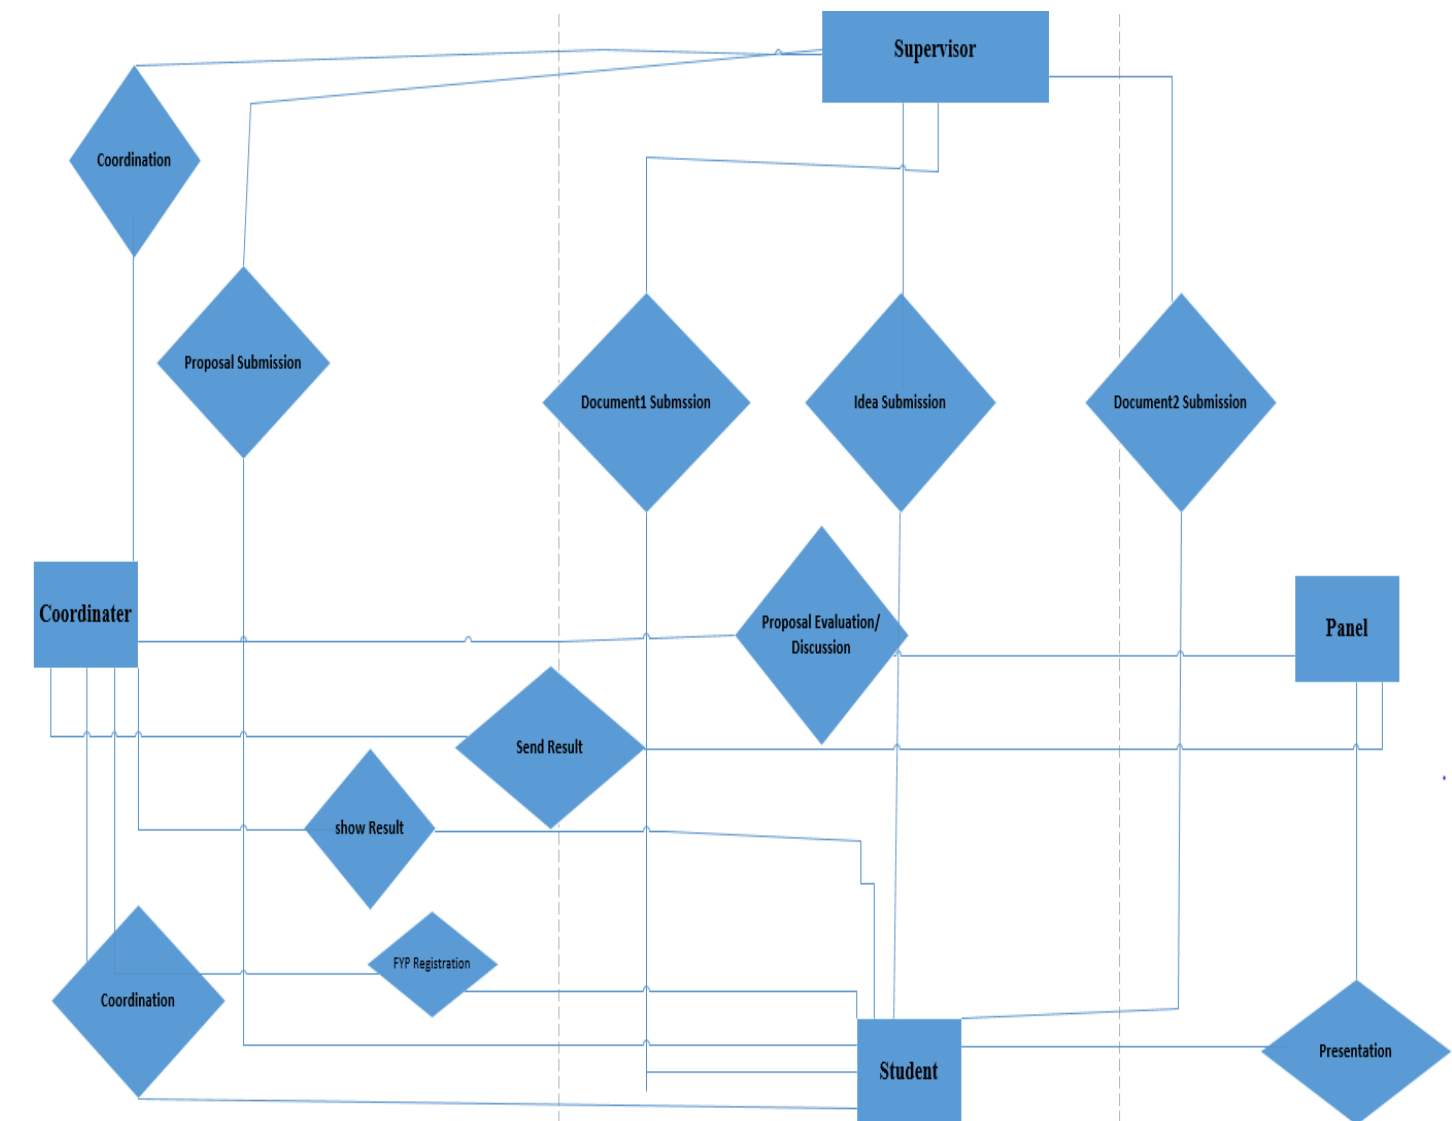 Supervisor
Coordination
Proposal Submission
Document1 Submssion
Idea Submission
Document2 Submission
Coordinater
Proposal Evaluation/
Discussion
Panel
Send Result
show Result
FYP Registration
Coordination
Student
Presentation